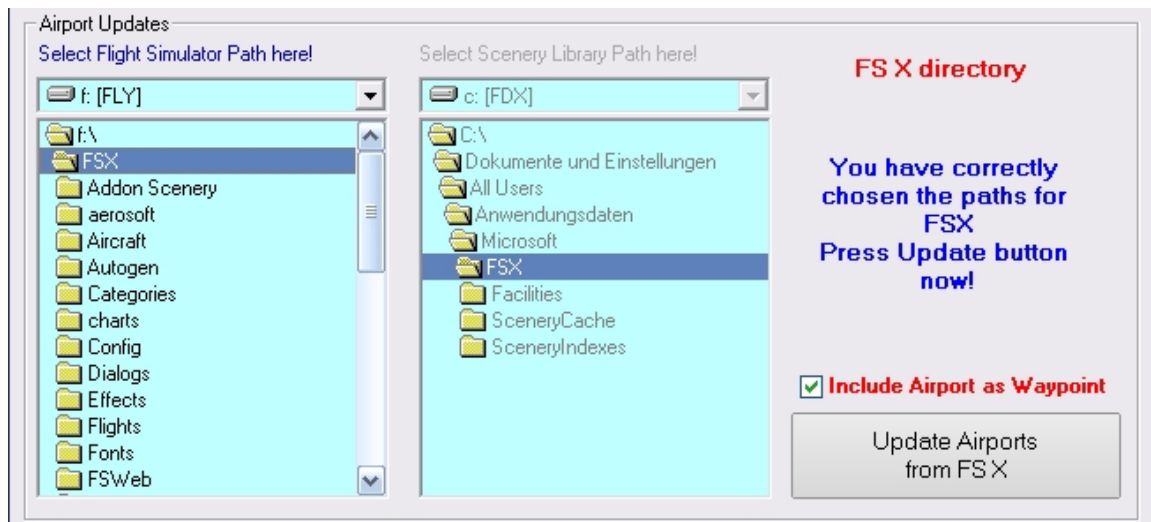 Airport Updates
Select Flight Simulator Path here!
f: [FLY]
f:\
FSX
Addon Scenery
aerosoft
Aircraft
Autogen
Categories
charts
Config
Dialogs
Effects
Flights
Fonts
FSWeb
Select Scenery Library Path here!
c: [FDX]
C:\
Dokumente und Einstellungen
All Users
Anwendungsdaten
Microsoft
FSX
Facilities
SceneryCache
SceneryIndexes
FS X directory
You have correctly
chosen the paths for
FSX
Press Update button
now!
Include Airport as Waypoint
Update Airports
from FS X